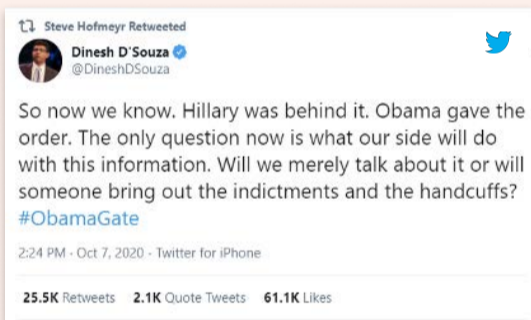 Steve Hofmeyr Retweeted
Dinesh D'Souza
@DineshDSouza
So now we know. Hillary was behind it. Obama gave the
order. The only question now is what our side will do
with this information. Will we merely talk about it or will
someone bring out the indictments and the handcuffs?
#ObamaGate
2:24 PM · Oct 7, 2020 · Twitter for iPhone
25.5K Retweets 2.1K Quote Tweets 61.1K Likes